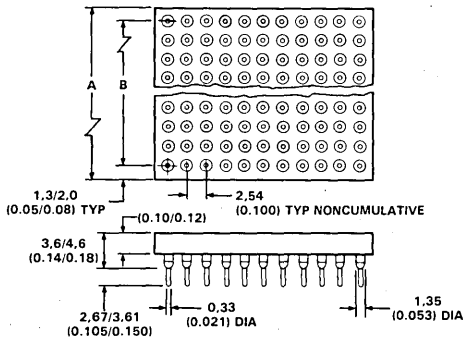 A
B
1,3/2,0
(0.05/0.08) TYP
2,54
(0.100) TYP NONCUMULATIVE
(0.10/0.12)
3,6/4,6
(0.14/0.18)
2,67/3.61
(0.105/0.150)
0,33
(0.021) DIA
1,35
(0.053) DIA